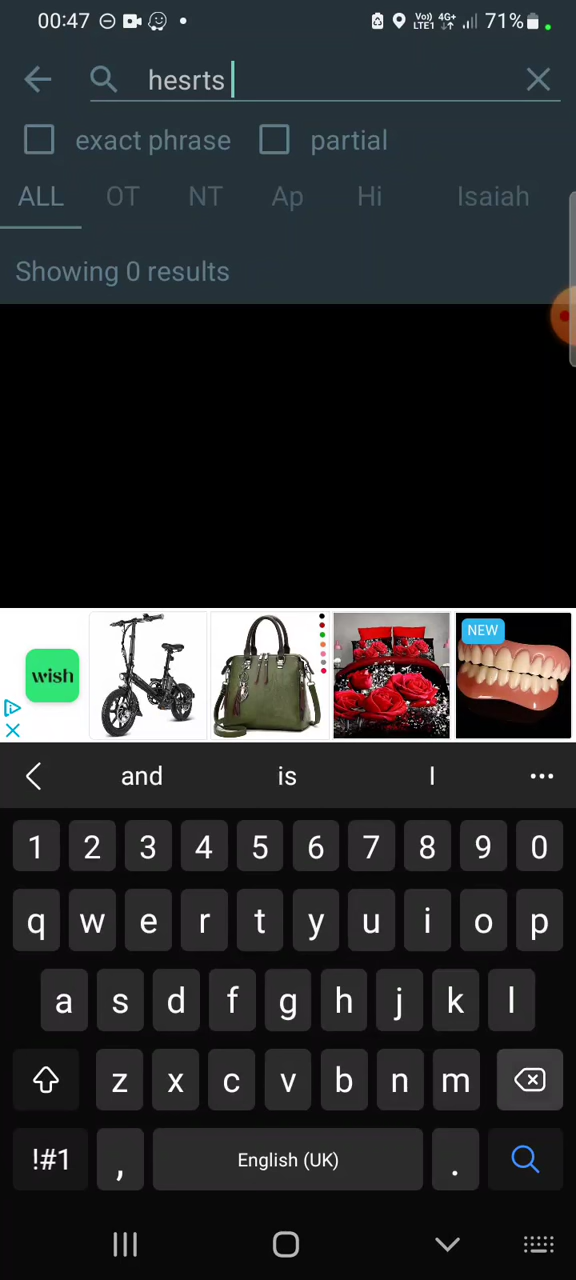 00:47 Vo) LTE1 4G+ 71%
hesrts
exact phrase partial
ALL OT NT Ap Hi Isaiah
Showing 0 results
wish NEW
and is I ...
1 2 3 4 5 6 7 8 9 0
q w e r t y u i o p
a s d f g h j k l
z x c v b n m
!#1 , English (UK) .